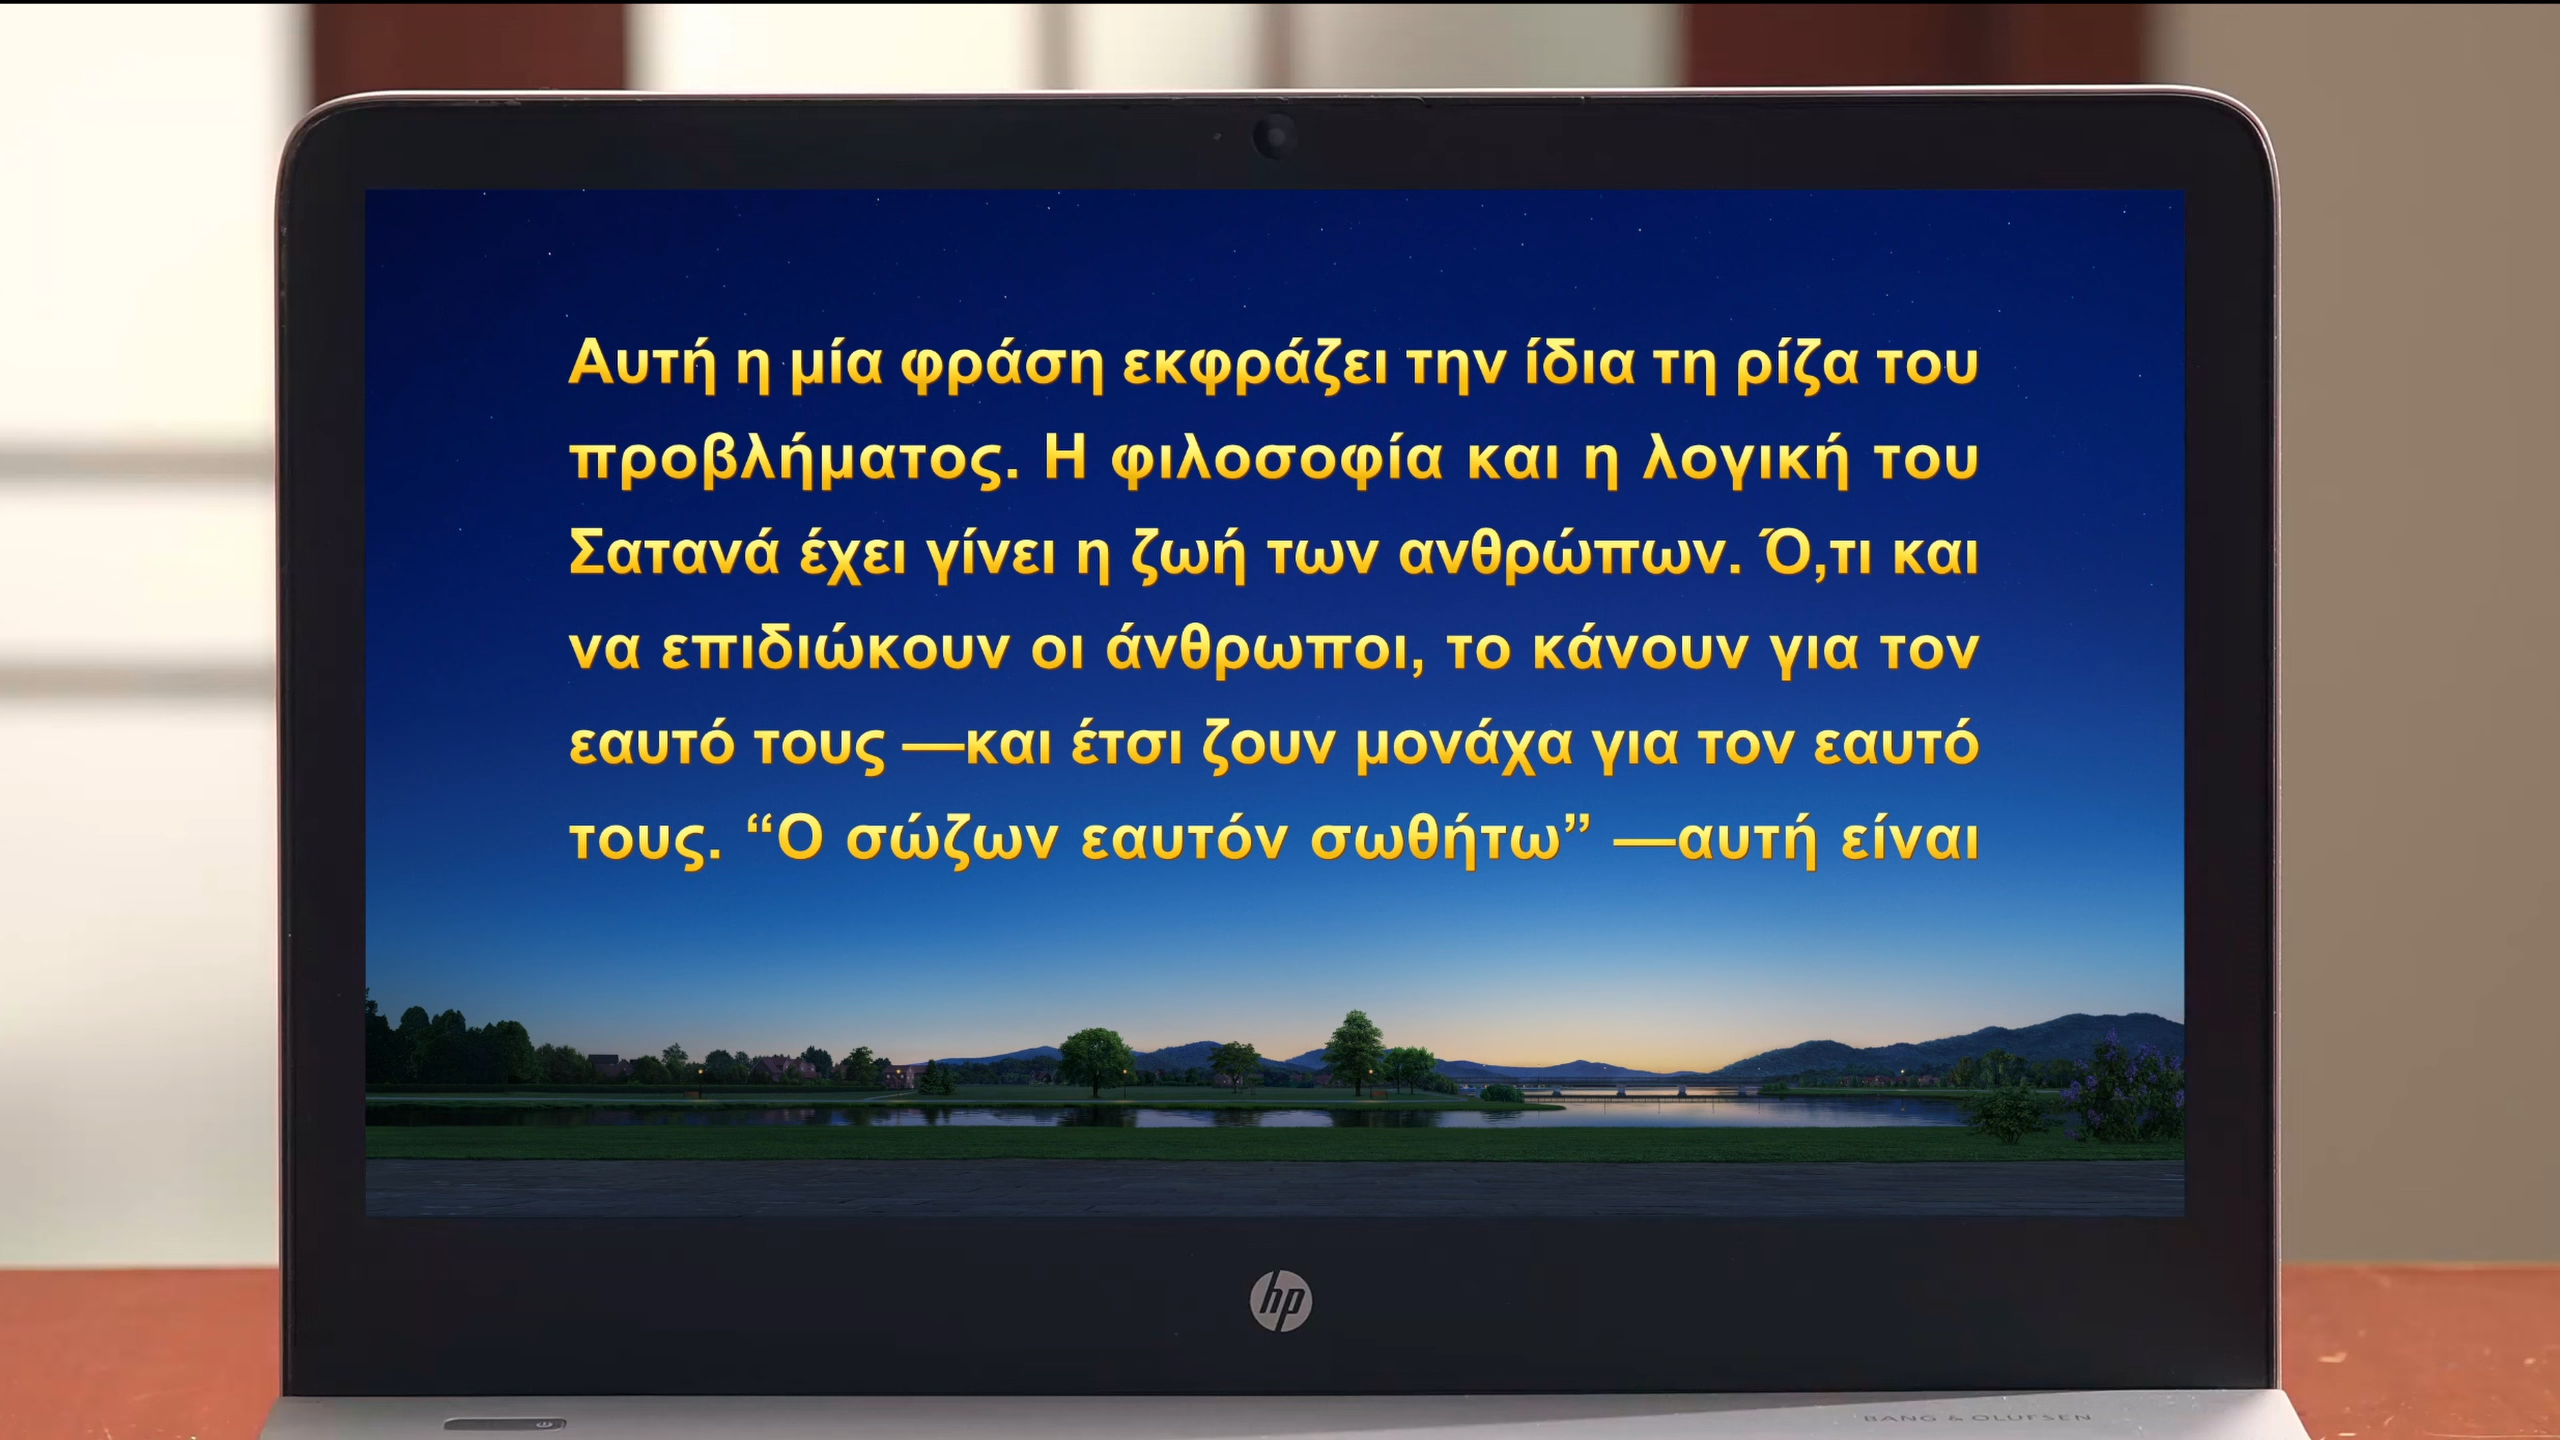 Αυτή η μία φράση εκφράζει την ίδια τη ρίζα του
προβλήματος. Η φιλοσοφία και η λογική του
Σατανά έχει γίνει η ζωή των ανθρώπων. Ό,τι και
να επιδιώκουν οι άνθρωποι, το κάνουν για τον
εαυτό τους —και έτσι ζουν μονάχα για τον εαυτό
τους. “Ο σώζων εαυτόν σωθήτω” —αυτή είναι
hp
BANG & OLUFSEN